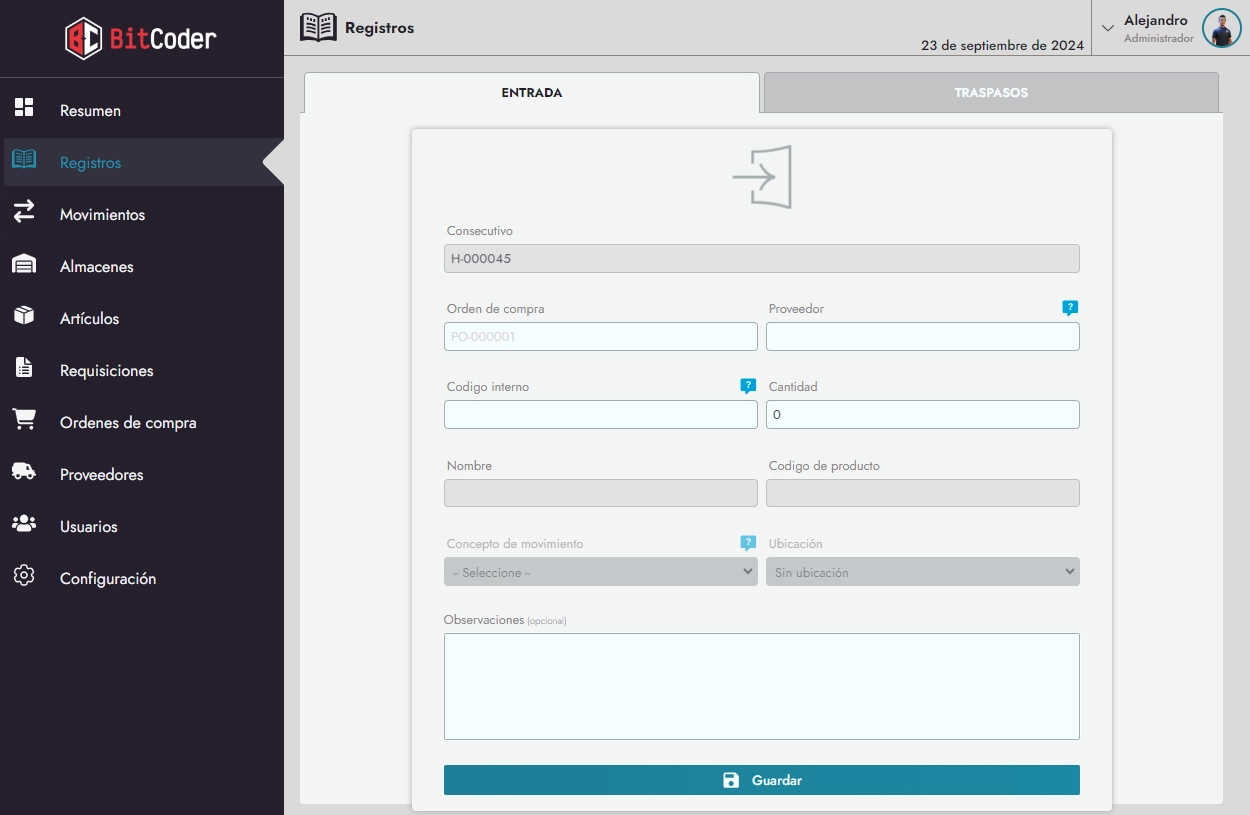 BitCoder
Registros
23 de septiembre de 2024
Alejandro
Administrador
Resumen
Registros
Movimientos
Almacenes
Artículos
Requisiciones
Ordenes de compra
Proveedores
Usuarios
Configuración
ENTRADA
TRASPASOS
Consecutivo
H-000045
Orden de compra
Proveedor ?
PO-000001
Codigo interno ?
Cantidad
0
Nombre
Codigo de producto
Concepto de movimiento ?
Ubicación
-- Seleccione --
Sin ubicación
Observaciones (opcional)
Guardar